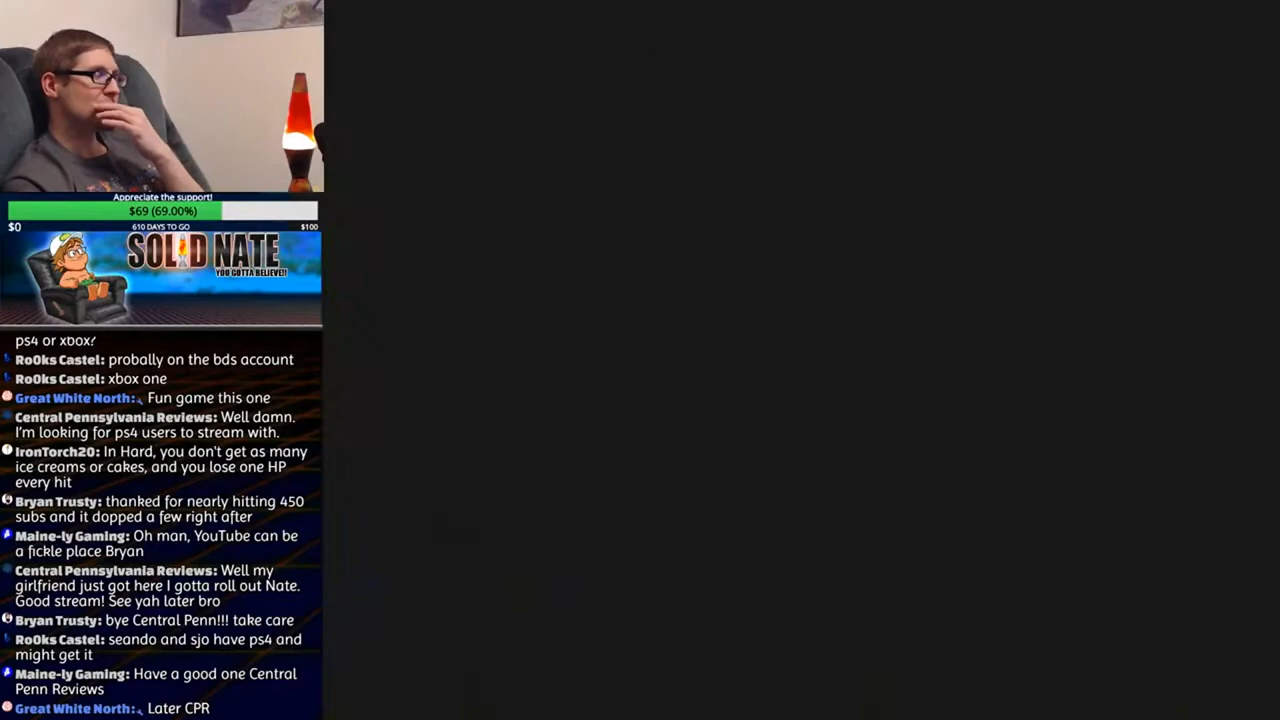 Appreciate the support!
$69 (69.00%)
$0 610 DAYS TO GO $100
SOLID NATE
YOU GOTTA BELIEVE!!
ps4 or xbox?
Ro0ks Castel: probally on the bds account
Ro0ks Castel: xbox one
Great White North: Fun game this one
Central Pennsylvania Reviews: Well damn.
I'm looking for ps4 users to stream with.
IronTorch20: In Hard, you don't get as many
ice creams or cakes, and you lose one HP
every hit
Bryan Trusty: thanked for nearly hitting 450
subs and it dopped a few right after
Maine-ly Gaming: Oh man, YouTube can be
a fickle place Bryan
Central Pennsylvania Reviews: Well my
girlfriend just got here I gotta roll out Nate.
Good stream! See yah later bro
Bryan Trusty: bye Central Penn!!! take care
Ro0ks Castel: seando and sjo have ps4 and
might get it
Maine-ly Gaming: Have a good one Central
Penn Reviews
Great White North: Later CPR